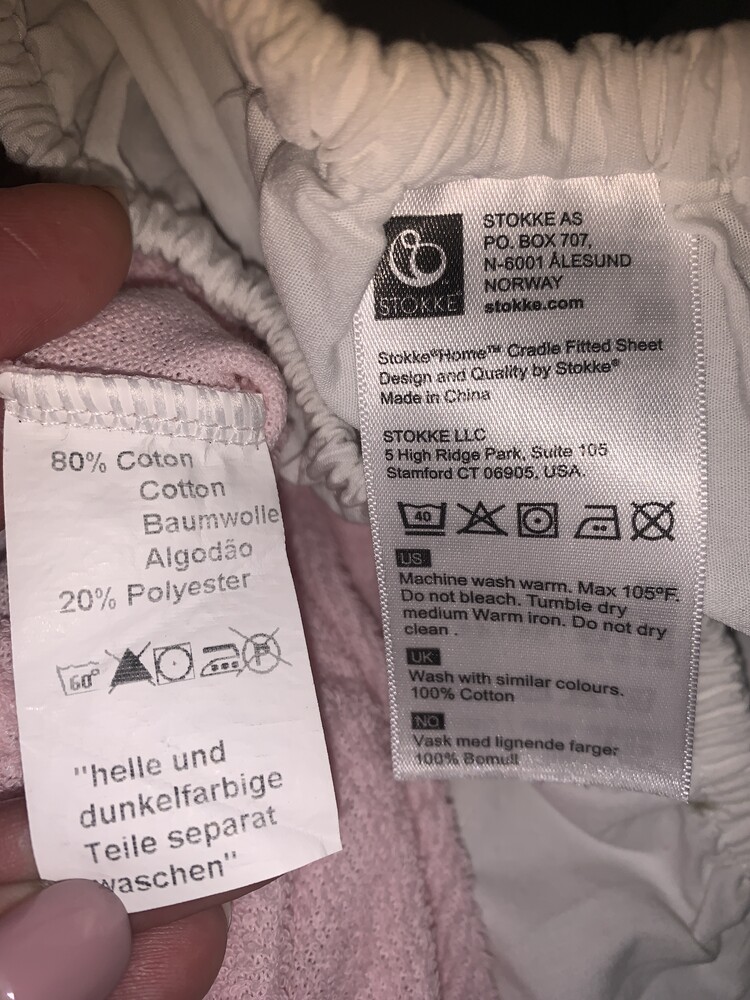 80% Coton
Cotton
Baumwolle
Algodão
20% Polyester
60°
P
"helle und
dunkelfarbige
Teile separat
waschen"
STOKKE
STOKKE AS
PO. BOX 707,
N-6001 ÅLESUND
NORWAY
stokke.com
Stokke®Home™ Cradle Fitted Sheet
Design and Quality by Stokke®
Made in China
STOKKE LLC
5 High Ridge Park, Suite 105
Stamford CT 06905, USA.
40
US
Machine wash warm. Max 105ºF.
Do not bleach. Tumble dry
medium Warm iron. Do not dry
clean .
UK
Wash with similar colours.
100% Cotton
NO
Vask med lignende farger
100% Bomull